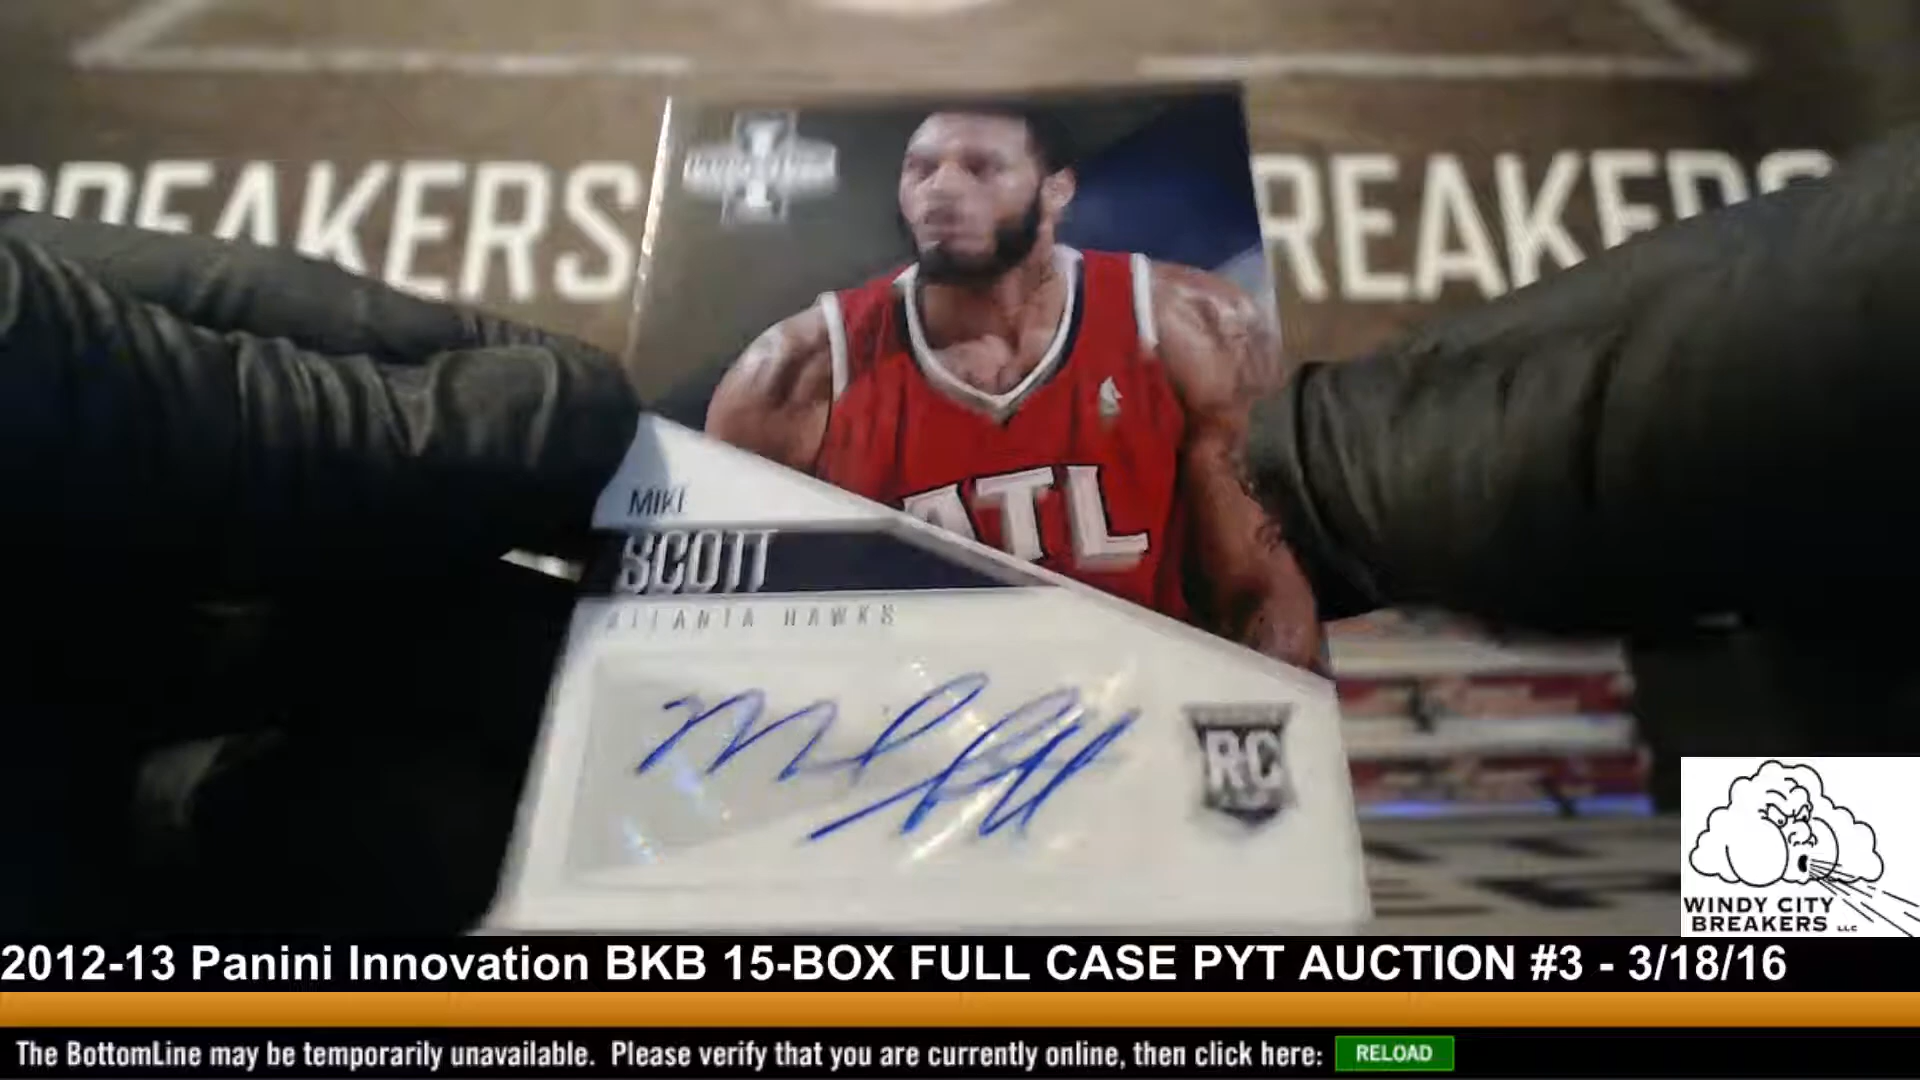 BREAKERS
BREAKERS
INNOVATION
ATL
MIKE
SCOTT
ATLANTA HAWKS
RC
WINDY CITY
BREAKERS LLC
2012-13 Panini Innovation BKB 15-BOX FULL CASE PYT AUCTION #3 - 3/18/16
The BottomLine may be temporarily unavailable. Please verify that you are currently online, then click here: RELOAD